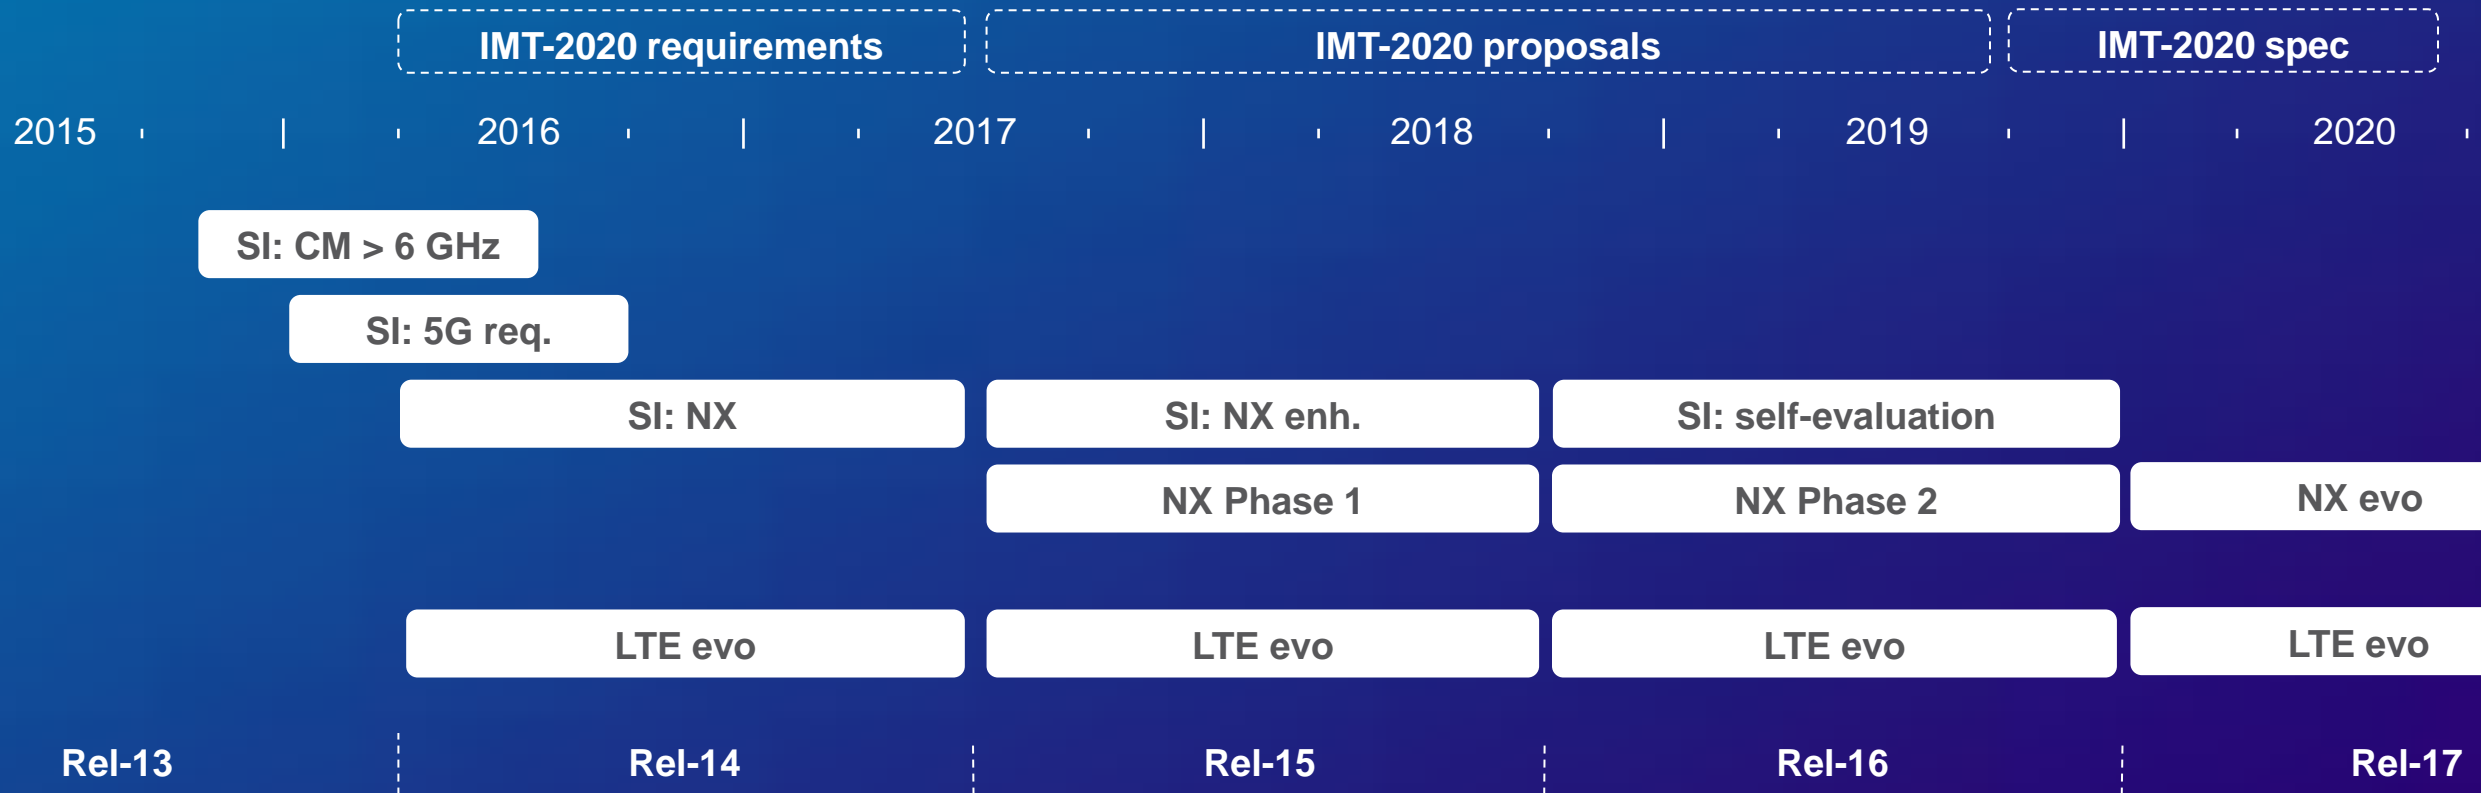 IMT-2020 requirements IMT-2020 proposals IMT-2020 spec
2015 2016 2017 2018 2019 2020
SI: CM > 6 GHz
SI: 5G req.
SI: NX SI: NX enh. SI: self-evaluation
NX Phase 1 NX Phase 2 NX evo
LTE evo LTE evo LTE evo LTE evo
Rel-13 Rel-14 Rel-15 Rel-16 Rel-17